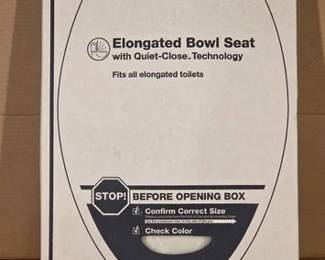 Elongated Bowl Seat
with Quiet-Close™ Technology
Fits all elongated toilets
STOP!
BEFORE OPENING BOX
Confirm Correct Size
Check Color